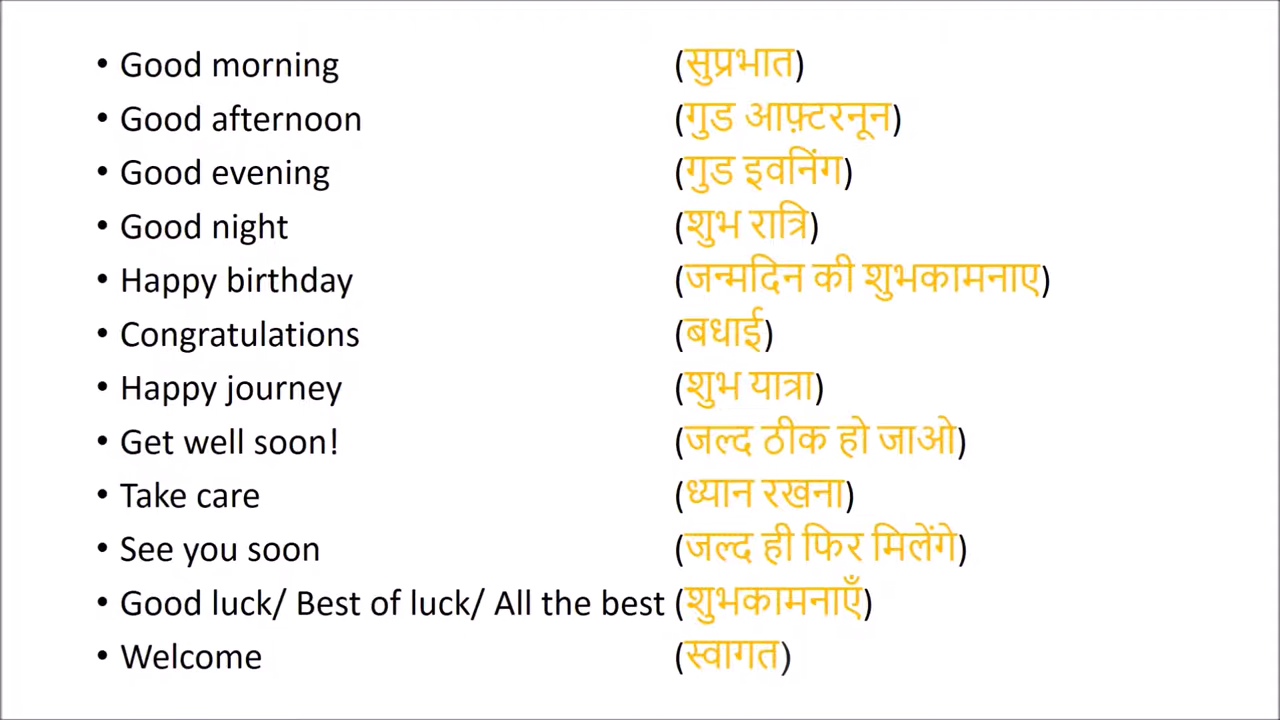 • Good morning (सुप्रभात)
• Good afternoon (गुड आफ़्टरनून)
• Good evening (गुड इवनिंग)
• Good night (शुभ रात्रि)
• Happy birthday (जन्मदिन की शुभकामनाए)
• Congratulations (बधाई)
• Happy journey (शुभ यात्रा)
• Get well soon! (जल्द ठीक हो जाओ)
• Take care (ध्यान रखना)
• See you soon (जल्द ही फिर मिलेंगे)
• Good luck/ Best of luck/ All the best (शुभकामनाएँ)
• Welcome (स्वागत)